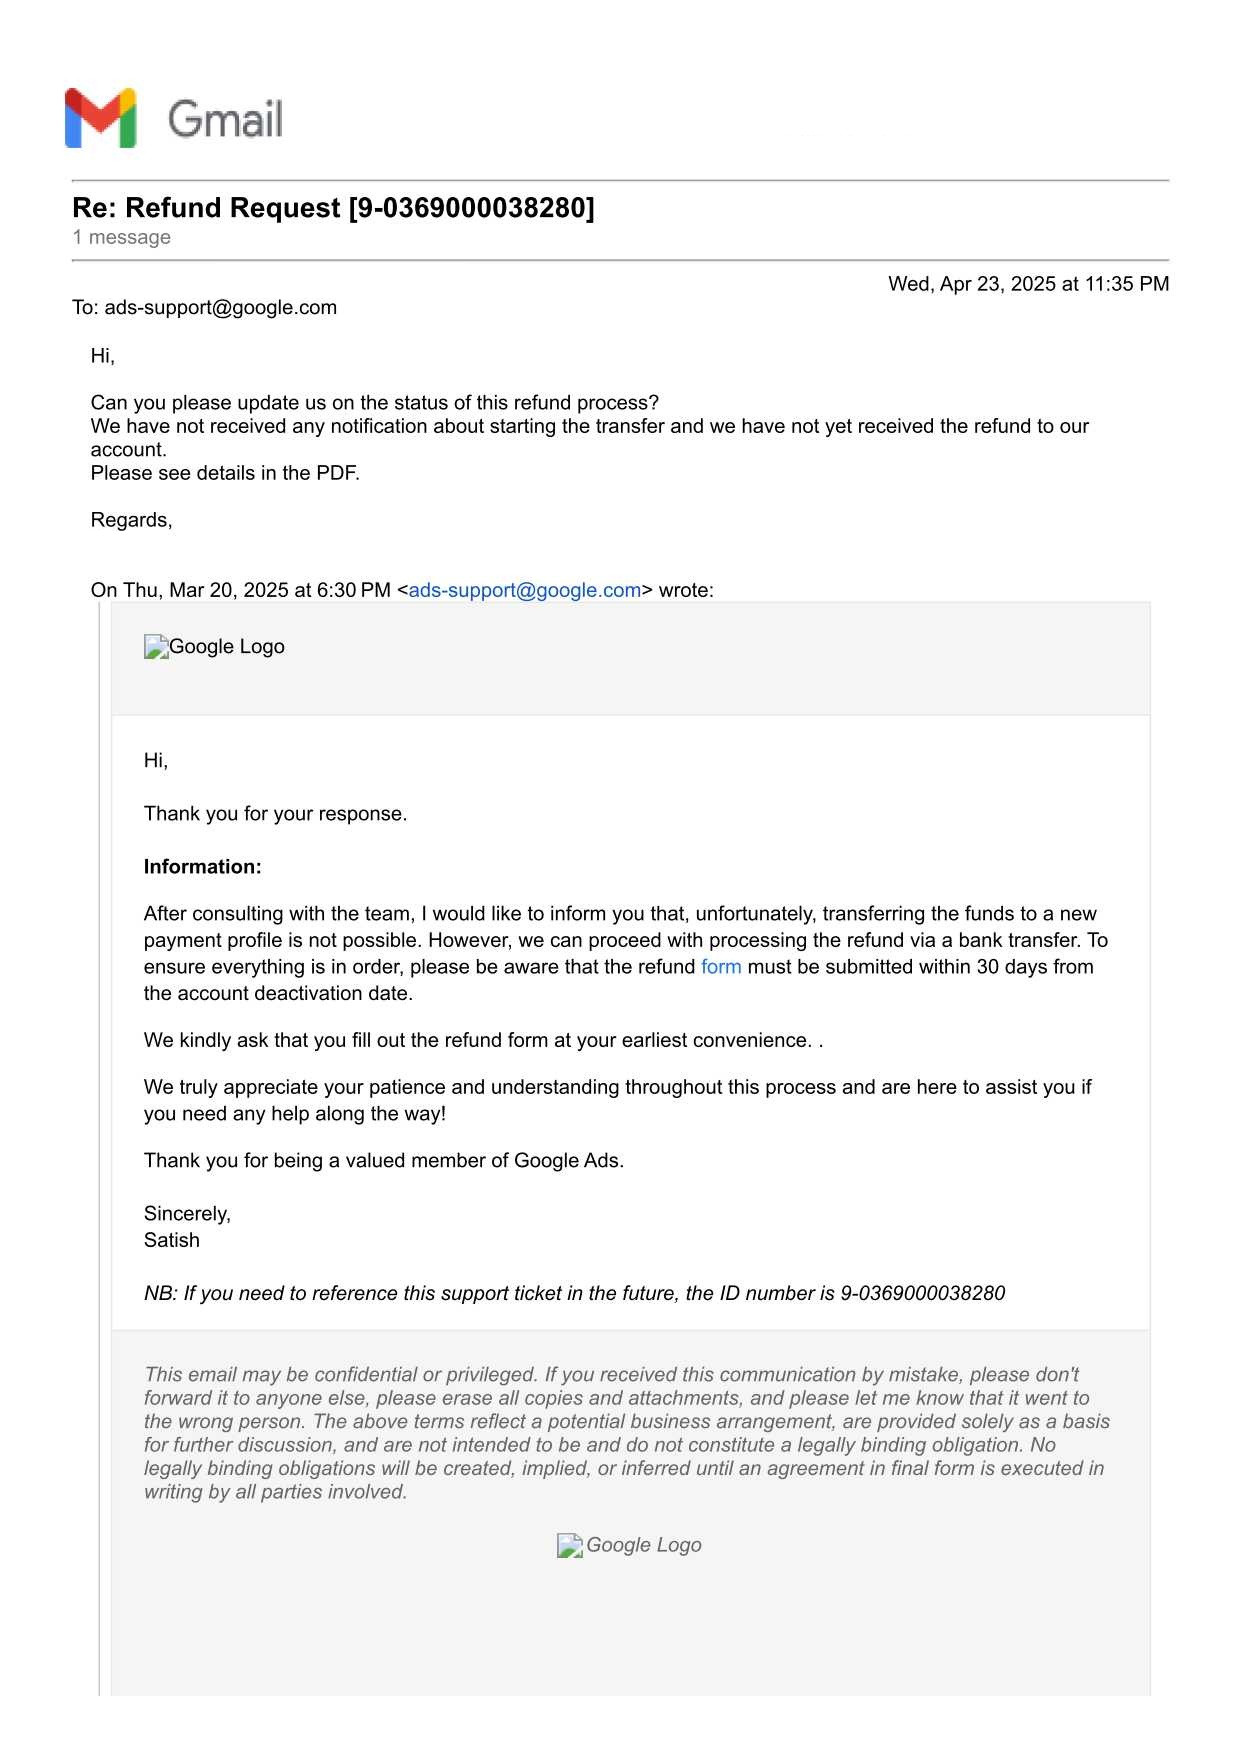 Gmail
Re: Refund Request [9-0369000038280]
1 message
Wed, Apr 23, 2025 at 11:35 PM
To: ads-support@google.com
Hi,
Can you please update us on the status of this refund process?
We have not received any notification about starting the transfer and we have not yet received the refund to our
account.
Please see details in the PDF.
Regards,
On Thu, Mar 20, 2025 at 6:30 PM <ads-support@google.com> wrote:
Google Logo
Hi,
Thank you for your response.
Information:
After consulting with the team, I would like to inform you that, unfortunately, transferring the funds to a new
payment profile is not possible. However, we can proceed with processing the refund via a bank transfer. To
ensure everything is in order, please be aware that the refund form must be submitted within 30 days from
the account deactivation date.
We kindly ask that you fill out the refund form at your earliest convenience. .
We truly appreciate your patience and understanding throughout this process and are here to assist you if
you need any help along the way!
Thank you for being a valued member of Google Ads.
Sincerely,
Satish
NB: If you need to reference this support ticket in the future, the ID number is 9-0369000038280
This email may be confidential or privileged. If you received this communication by mistake, please don't
forward it to anyone else, please erase all copies and attachments, and please let me know that it went to
the wrong person. The above terms reflect a potential business arrangement, are provided solely as a basis
for further discussion, and are not intended to be and do not constitute a legally binding obligation. No
legally binding obligations will be created, implied, or inferred until an agreement in final form is executed in
writing by all parties involved.
Google Logo